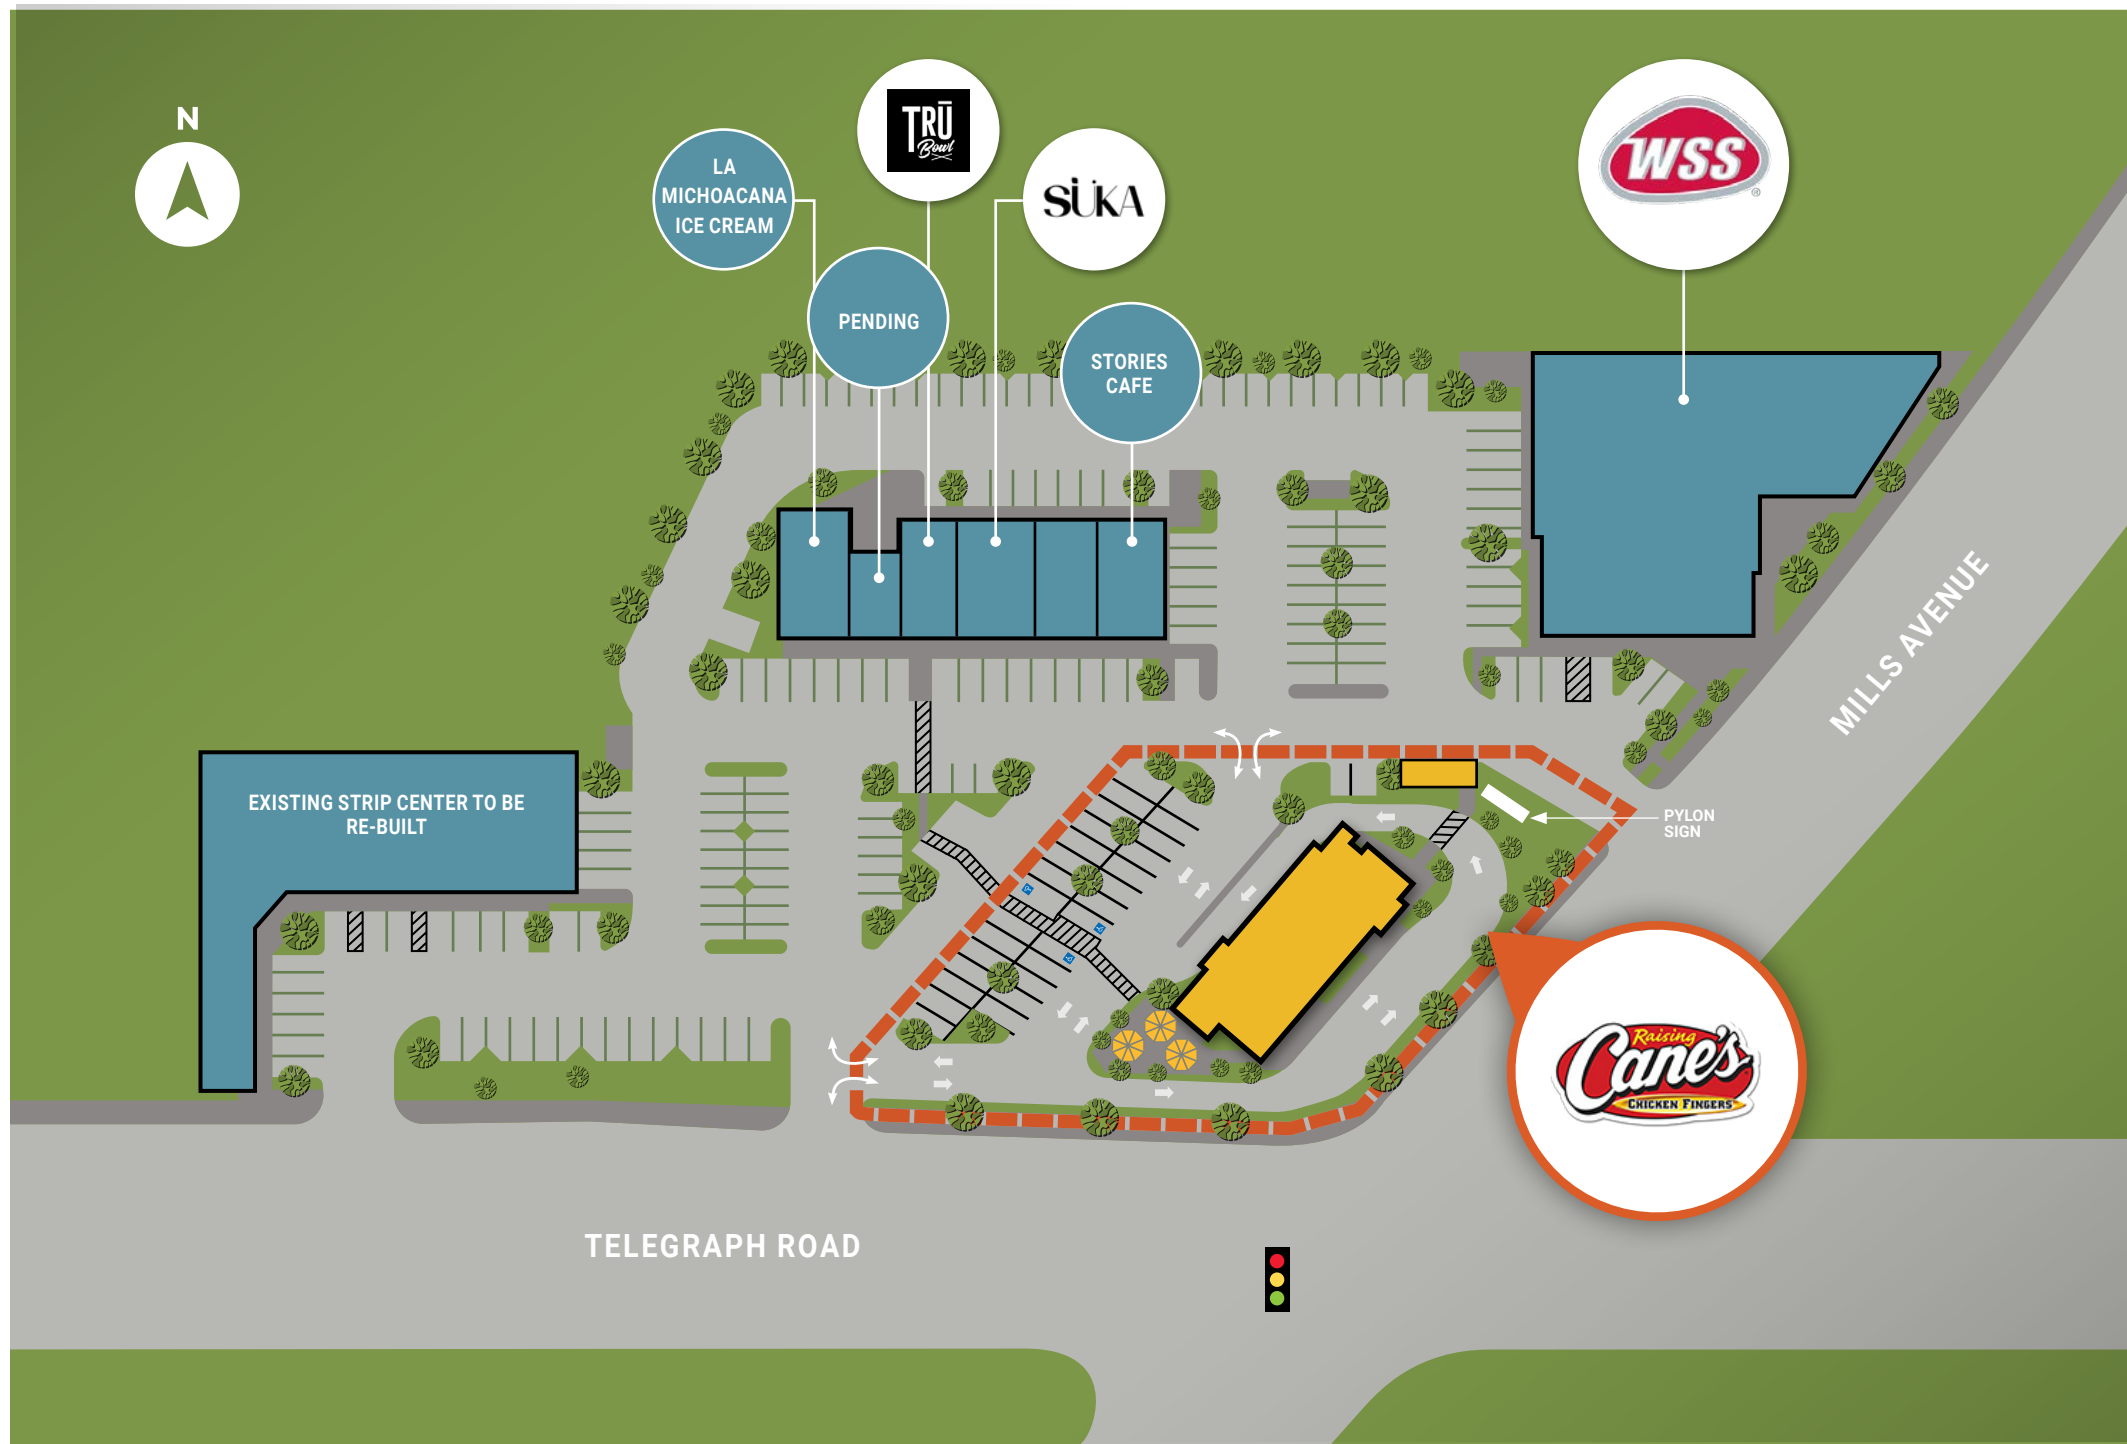 N
LA
MICHOACANA
ICE CREAM
TRŪ
Bowl
SÜKA
WSS
®
PENDING
STORIES
CAFE
MILLS AVENUE
EXISTING STRIP CENTER TO BE
RE-BUILT
PYLON
SIGN
Raising
Cane's
CHICKEN FINGERS
TELEGRAPH ROAD